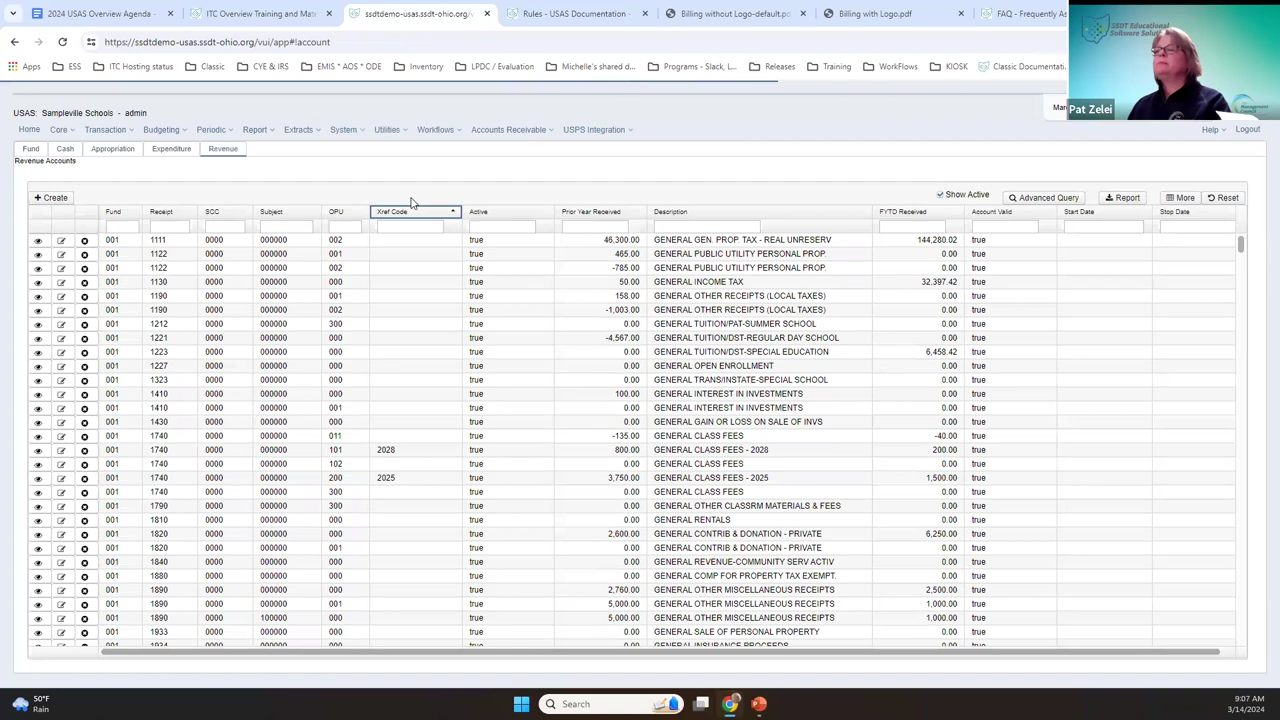 2024 USAS Overview Agenda -
ITC Overview Training and Mat
ssdtdemo-usas.ssdt-ohio.org/
Rules - USAS Documentation
Billing without logo-default.po
Billing with Logo.pdf
FAQ - Frequently As
https://ssdtdemo-usas.ssdt-ohio.org/vui/app#!account
Apps ESS ITC Hosting status Classic CYE & IRS EMIS * AOS * ODE Inventory LPDC / Evaluation Michelle's shared d... Programs - Slack, L... Releases Training WorkFlows KIOSK Classic Documentati
SSDT Educational
Software Solution
Pat Zelei
USAS: Sampleville Schools - admin
Home Core Transaction Budgeting Periodic Report Extracts System Utilities Workflows Accounts Receivable USPS Integration Help Logout
Fund Cash Appropriation Expenditure Revenue
Revenue Accounts
Create Show Active Advanced Query Report More Reset
Fund Receipt SCC Subject OPU Xref Code Active Prior Year Received Description FYTD Received Account Valid Start Date Stop Date
001 1111 0000 000000 002 true 46,300.00 GENERAL GEN. PROP. TAX - REAL UNRESERV 144,280.02 true
001 1122 0000 000000 001 true 465.00 GENERAL PUBLIC UTILITY PERSONAL PROP. 0.00 true
001 1122 0000 000000 002 true -785.00 GENERAL PUBLIC UTILITY PERSONAL PROP. 0.00 true
001 1130 0000 000000 000 true 50.00 GENERAL INCOME TAX 32,397.42 true
001 1190 0000 000000 001 true 158.00 GENERAL OTHER RECEIPTS (LOCAL TAXES) 0.00 true
001 1190 0000 000000 002 true -1,003.00 GENERAL OTHER RECEIPTS (LOCAL TAXES) 0.00 true
001 1212 0000 000000 300 true 0.00 GENERAL TUITION/PAT-SUMMER SCHOOL 0.00 true
001 1221 0000 000000 000 true -4,567.00 GENERAL TUITION/DST-REGULAR DAY SCHOOL 0.00 true
001 1223 0000 000000 000 true 0.00 GENERAL TUITION/DST-SPECIAL EDUCATION 6,458.42 true
001 1227 0000 000000 000 true 0.00 GENERAL OPEN ENROLLMENT 0.00 true
001 1323 0000 000000 000 true 0.00 GENERAL TRANS/INSTATE-SPECIAL SCHOOL 0.00 true
001 1410 0000 000000 000 true 100.00 GENERAL INTEREST IN INVESTMENTS 0.00 true
001 1410 0000 000000 001 true 0.00 GENERAL INTEREST IN INVESTMENTS 0.00 true
001 1430 0000 000000 000 true 0.00 GENERAL GAIN OR LOSS ON SALE OF INVS 0.00 true
001 1740 0000 000000 011 true -135.00 GENERAL CLASS FEES -40.00 true
001 1740 0000 000000 101 2028 true 800.00 GENERAL CLASS FEES - 2028 200.00 true
001 1740 0000 000000 102 true 0.00 GENERAL CLASS FEES 0.00 true
001 1740 0000 000000 200 2025 true 3,750.00 GENERAL CLASS FEES - 2025 1,500.00 true
001 1740 0000 000000 300 true 0.00 GENERAL CLASS FEES 0.00 true
001 1790 0000 000000 300 true 0.00 GENERAL OTHER CLASSRM MATERIALS & FEES 0.00 true
001 1810 0000 000000 000 true 0.00 GENERAL RENTALS 0.00 true
001 1820 0000 000000 000 true 2,600.00 GENERAL CONTRIB & DONATION - PRIVATE 6,250.00 true
001 1820 0000 000000 001 true 0.00 GENERAL CONTRIB & DONATION - PRIVATE 0.00 true
001 1840 0000 000000 000 true 0.00 GENERAL REVENUE-COMMUNITY SERV ACTIV 0.00 true
001 1880 0000 000000 000 true 0.00 GENERAL COMP FOR PROPERTY TAX EXEMPT. 0.00 true
001 1890 0000 000000 000 true 2,760.00 GENERAL OTHER MISCELLANEOUS RECEIPTS 2,500.00 true
001 1890 0000 000000 001 true 5,000.00 GENERAL OTHER MISCELLANEOUS RECEIPTS 1,000.00 true
001 1890 0000 100000 000 true 5,000.00 GENERAL OTHER MISCELLANEOUS RECEIPTS 1,000.00 true
001 1933 0000 000000 000 true 0.00 GENERAL SALE OF PERSONAL PROPERTY 0.00 true
001 1934 0000 000000 000 true 0.00 GENERAL INSURANCE PROCEEDS 0.00 true
50°F
Rain
Search
9:07 AM
3/14/2024